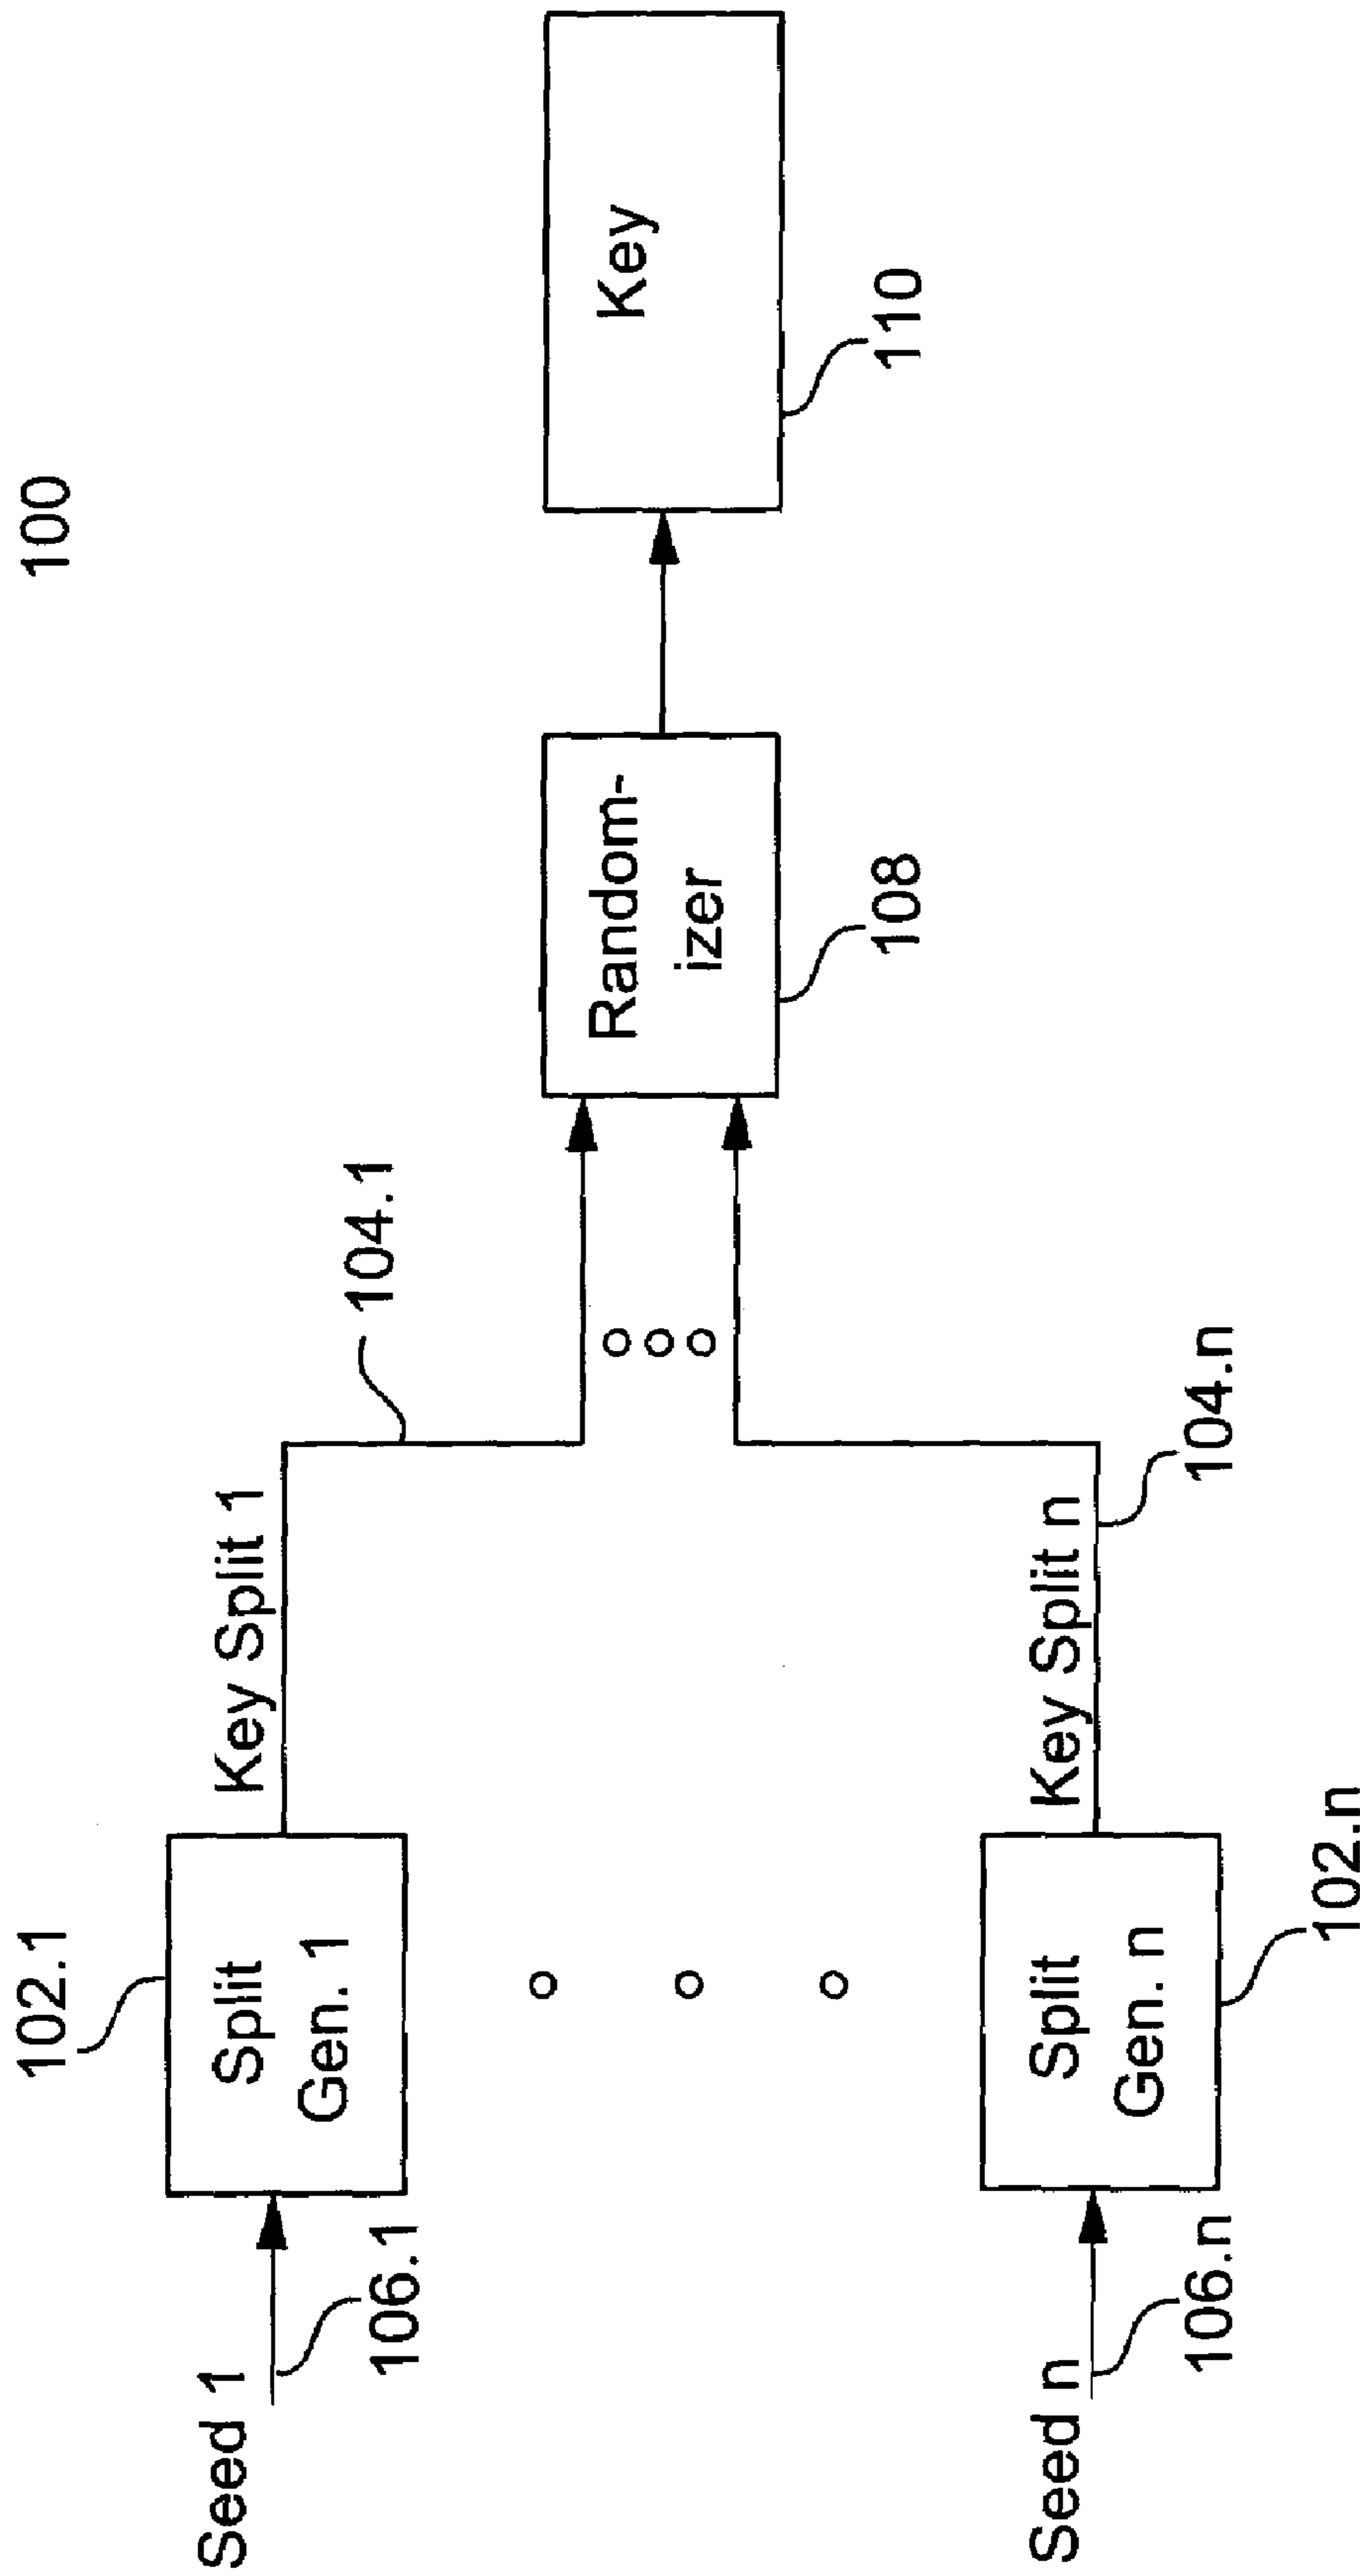 100
102.1
Split
Gen. 1
Seed 1
106.1
Key Split 1
104.1
Random-
izer
108
Key
110
Seed n
106.n
Split
Gen. n
102.n
Key Split n
104.n